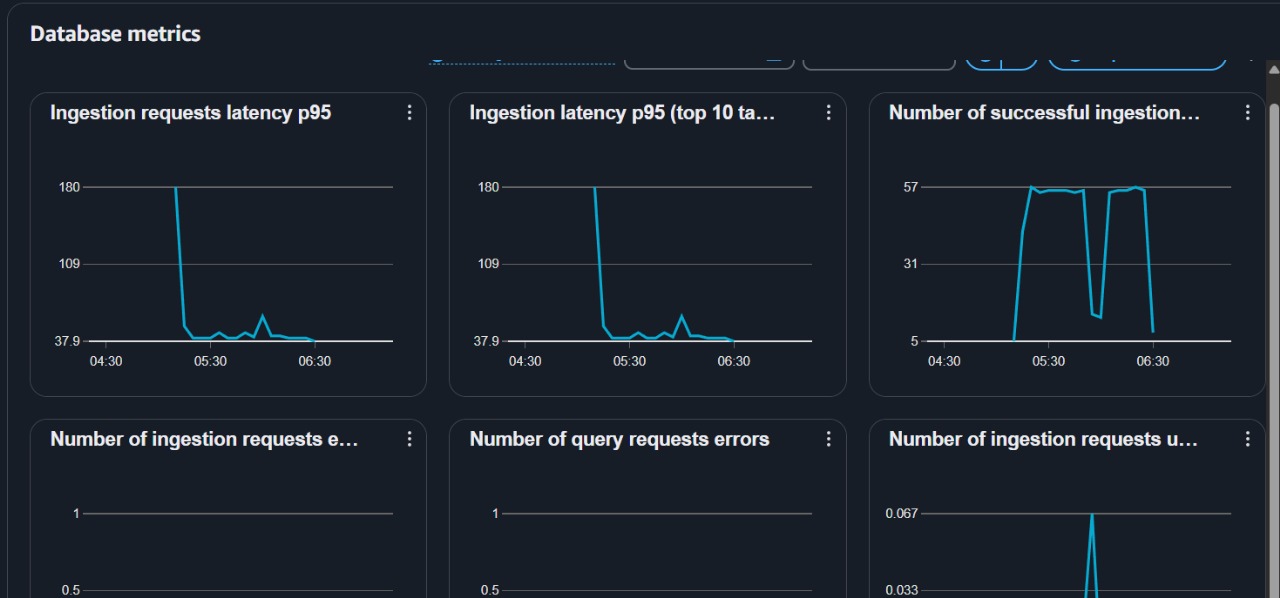 Database metrics
Ingestion requests latency p95
180
109
37.9
04:30 05:30 06:30
Ingestion latency p95 (top 10 ta...
180
109
37.9
04:30 05:30 06:30
Number of successful ingestion...
57
31
5
04:30 05:30 06:30
Number of ingestion requests e...
1
0.5
Number of query requests errors
1
0.5
Number of ingestion requests u...
0.067
0.033